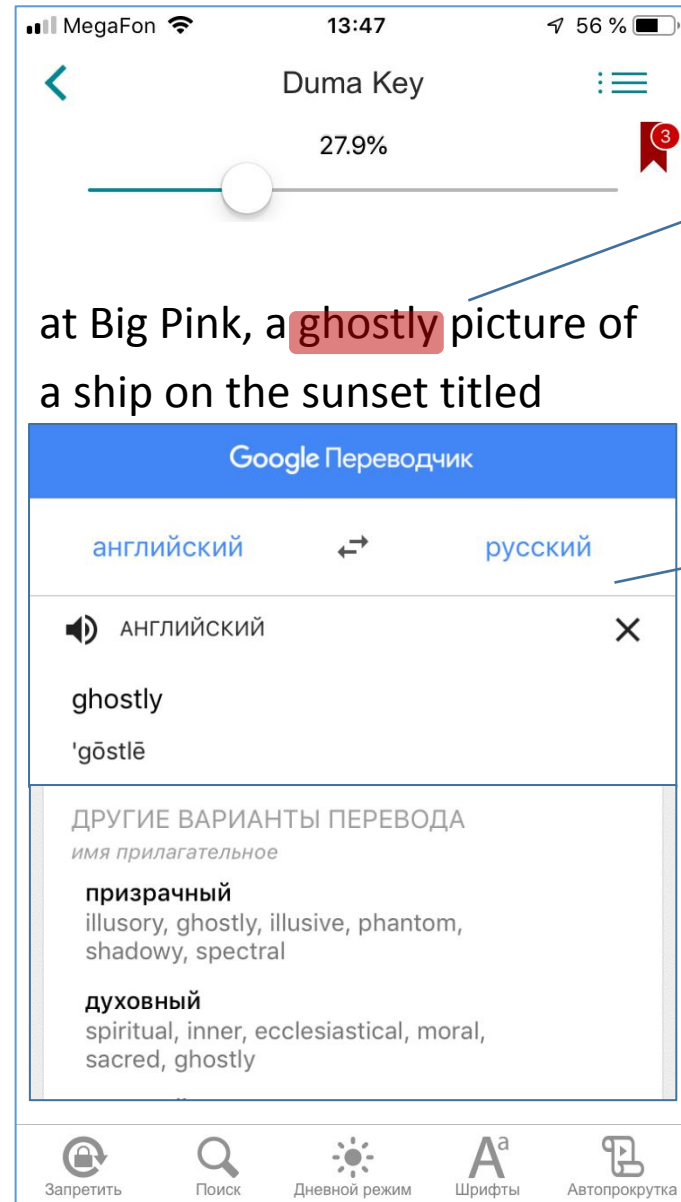 MegaFon 13:47 56 %
Duma Key
27.9%
3
at Big Pink, a ghostly picture of
a ship on the sunset titled
Google Переводчик
английский русский
АНГЛИЙСКИЙ
ghostly
'gōstlē
ДРУГИЕ ВАРИАНТЫ ПЕРЕВОДА
имя прилагательное
призрачный
illusory, ghostly, illusive, phantom,
shadowy, spectral
духовный
spiritual, inner, ecclesiastical, moral,
sacred, ghostly
Aa
Запретить Поиск Дневной режим Шрифты Автопрокрутка